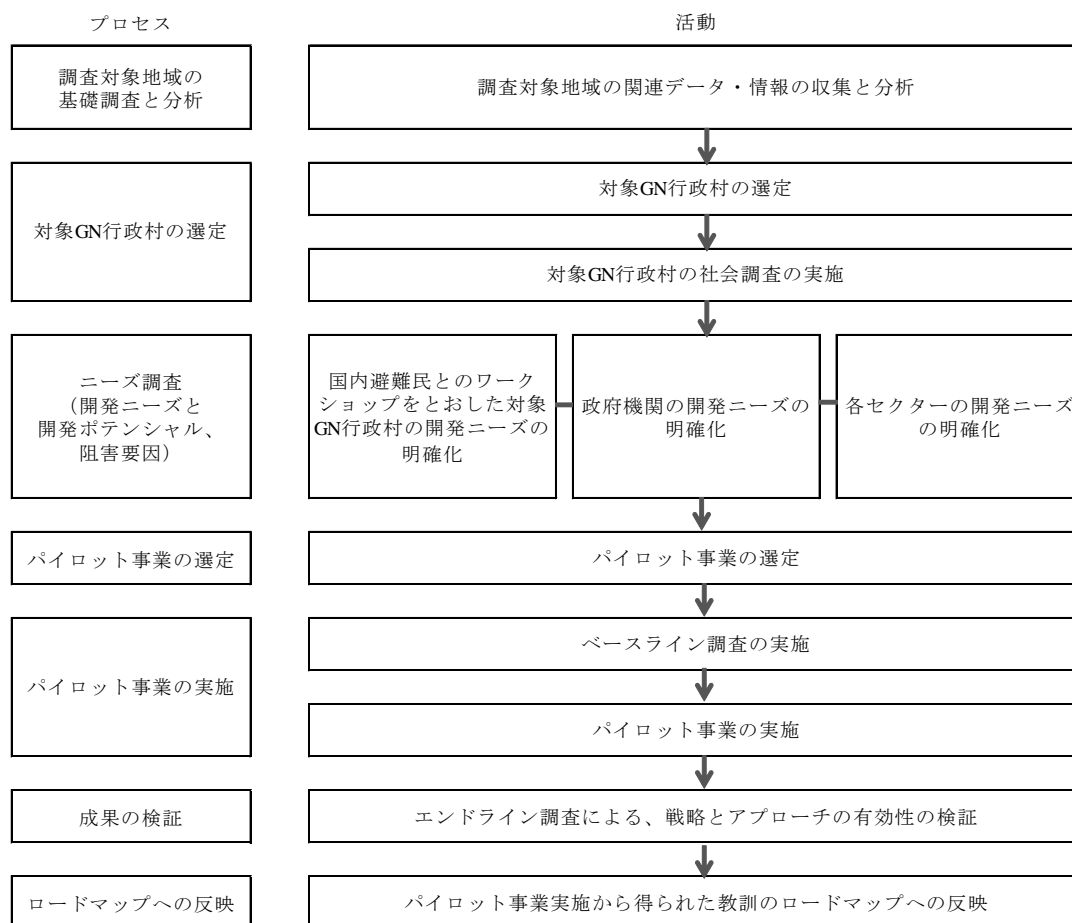 プロセス
活動
調査対象地域の
基礎調査と分析
調査対象地域の関連データ・情報の収集と分析
対象GN行政村の選定
対象GN行政村の選定
対象GN行政村の社会調査の実施
ニーズ調査
（開発ニーズと
開発ポテンシャル、
阻害要因）
国内避難民とのワーク
ショップをとおした対象
GN行政村の開発ニーズの
明確化
政府機関の開発ニーズの
明確化
各セクターの開発ニーズ
の明確化
パイロット事業の選定
パイロット事業の選定
パイロット事業の実施
ベースライン調査の実施
パイロット事業の実施
成果の検証
エンドライン調査による、戦略とアプローチの有効性の検証
ロードマップへの反映
パイロット事業実施から得られた教訓のロードマップへの反映